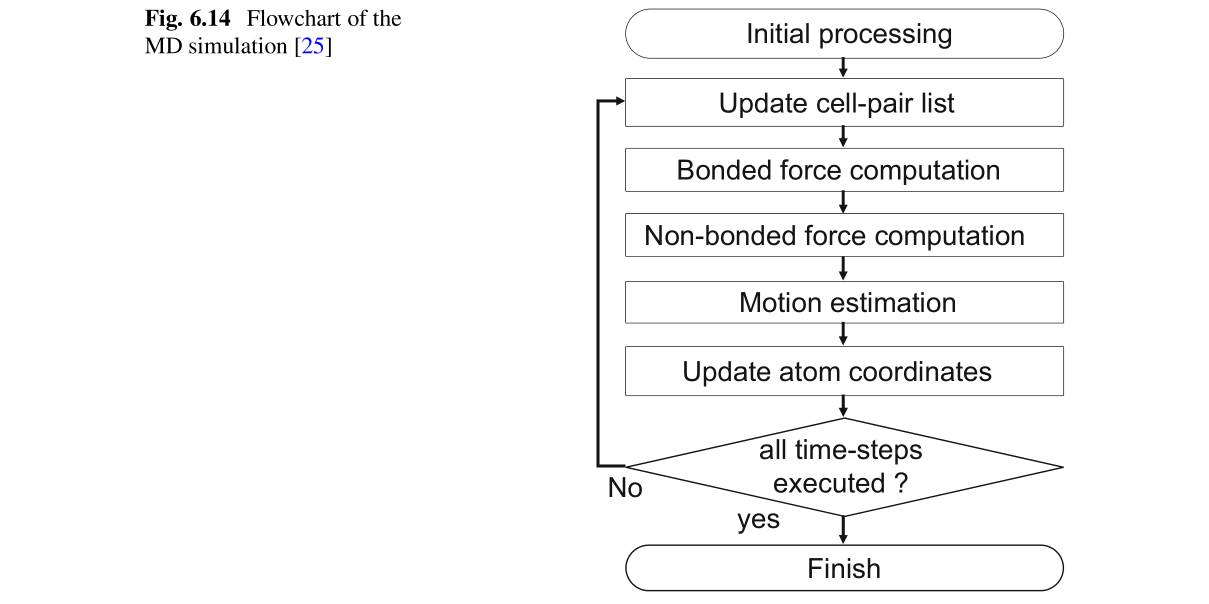 Fig. 6.14 Flowchart of the
MD simulation [25]
Initial processing
Update cell-pair list
Bonded force computation
Non-bonded force computation
Motion estimation
Update atom coordinates
all time-steps
executed ?
No
yes
Finish